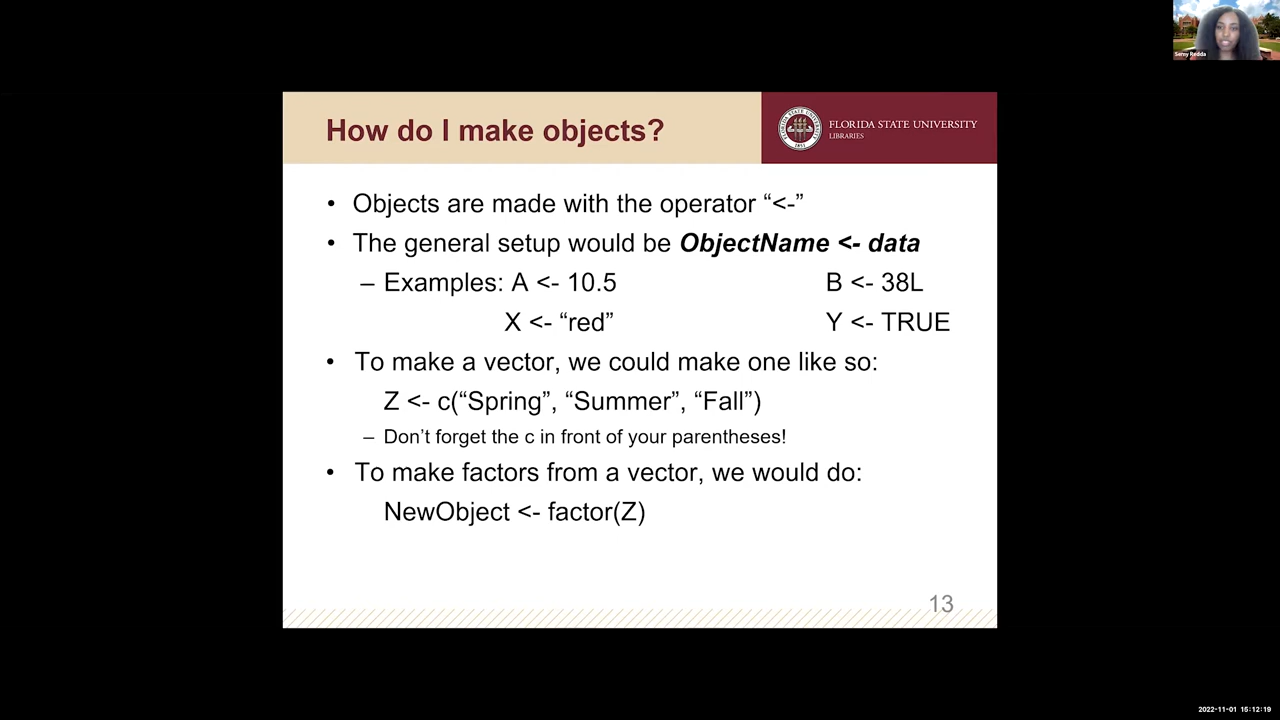 Samy Redda
How do I make objects?
FLORIDA STATE UNIVERSITY
LIBRARIES
• Objects are made with the operator “<-”
• The general setup would be ObjectName <- data
– Examples: A <- 10.5 B <- 38L
X <- “red” Y <- TRUE
• To make a vector, we could make one like so:
Z <- c(“Spring”, “Summer”, “Fall”)
– Don’t forget the c in front of your parentheses!
• To make factors from a vector, we would do:
NewObject <- factor(Z)
13
2022-11-01 15:12:19